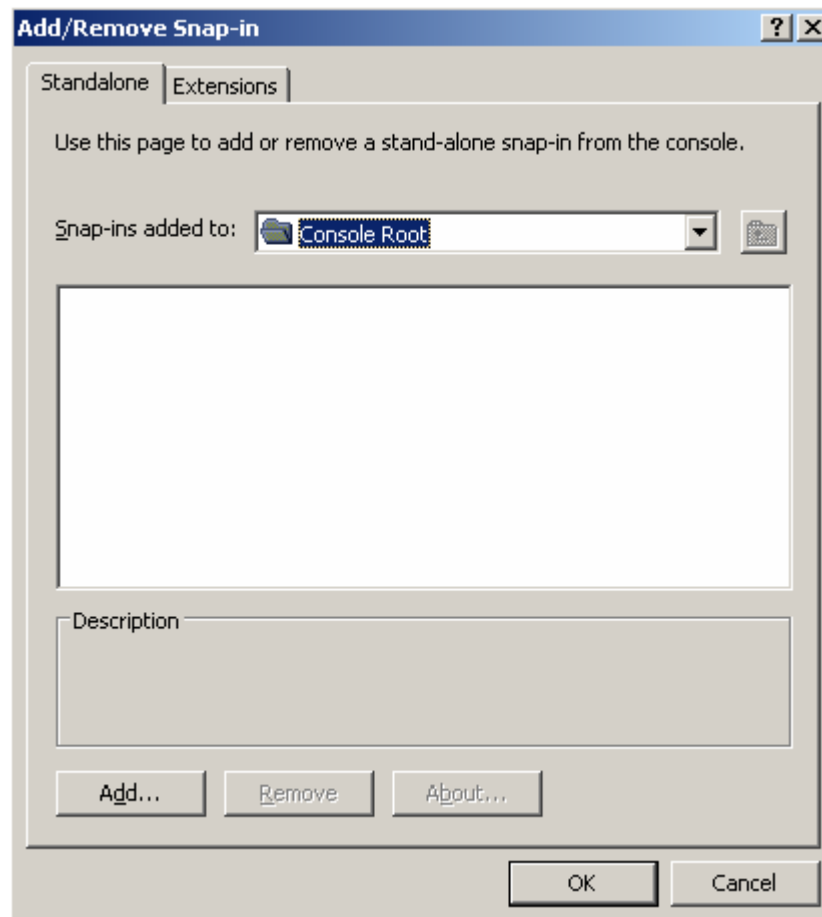 Add/Remove Snap-in
Standalone
Extensions
Use this page to add or remove a stand-alone snap-in from the console.
Snap-ins added to:
Console Root
Description
Add...
Remove
About...
OK
Cancel